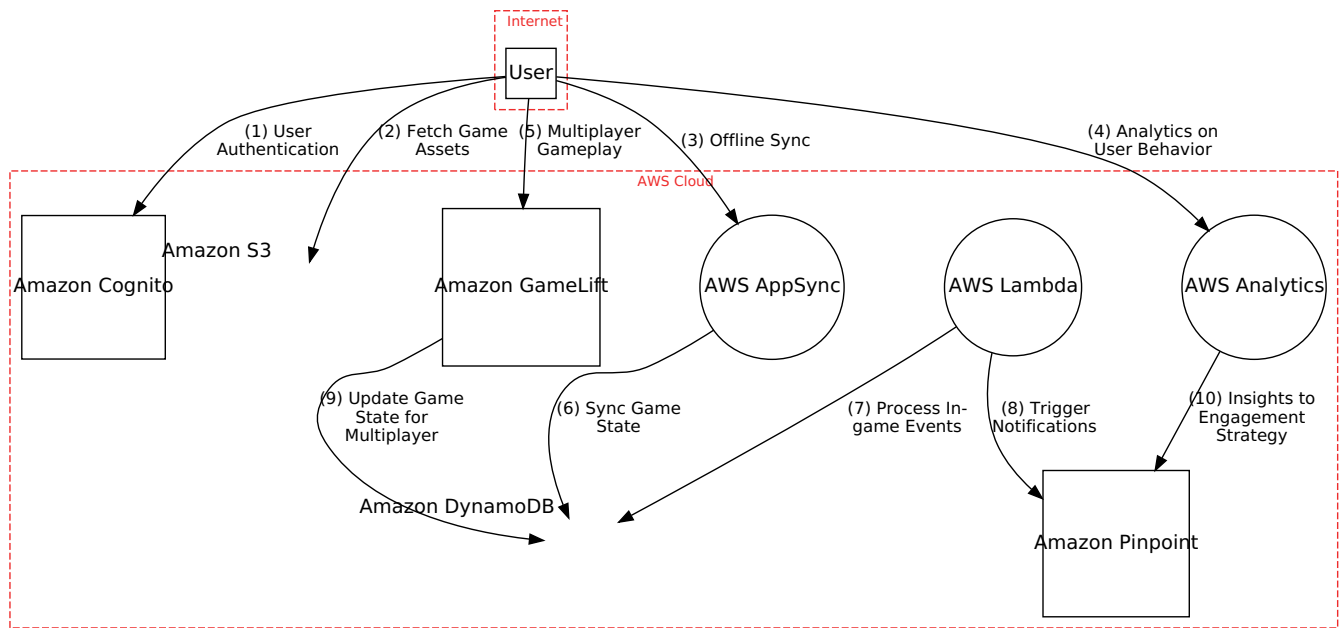 Internet
User
(1) User
Authentication
(2) Fetch Game
Assets
(5) Multiplayer
Gameplay
(3) Offline Sync
(4) Analytics on
User Behavior
AWS Cloud
Amazon S3
Amazon Cognito
Amazon GameLift
AWS AppSync
AWS Lambda
AWS Analytics
(9) Update Game
State for
Multiplayer
(6) Sync Game
State
(7) Process In-
game Events
(8) Trigger
Notifications
(10) Insights to
Engagement
Strategy
Amazon DynamoDB
Amazon Pinpoint